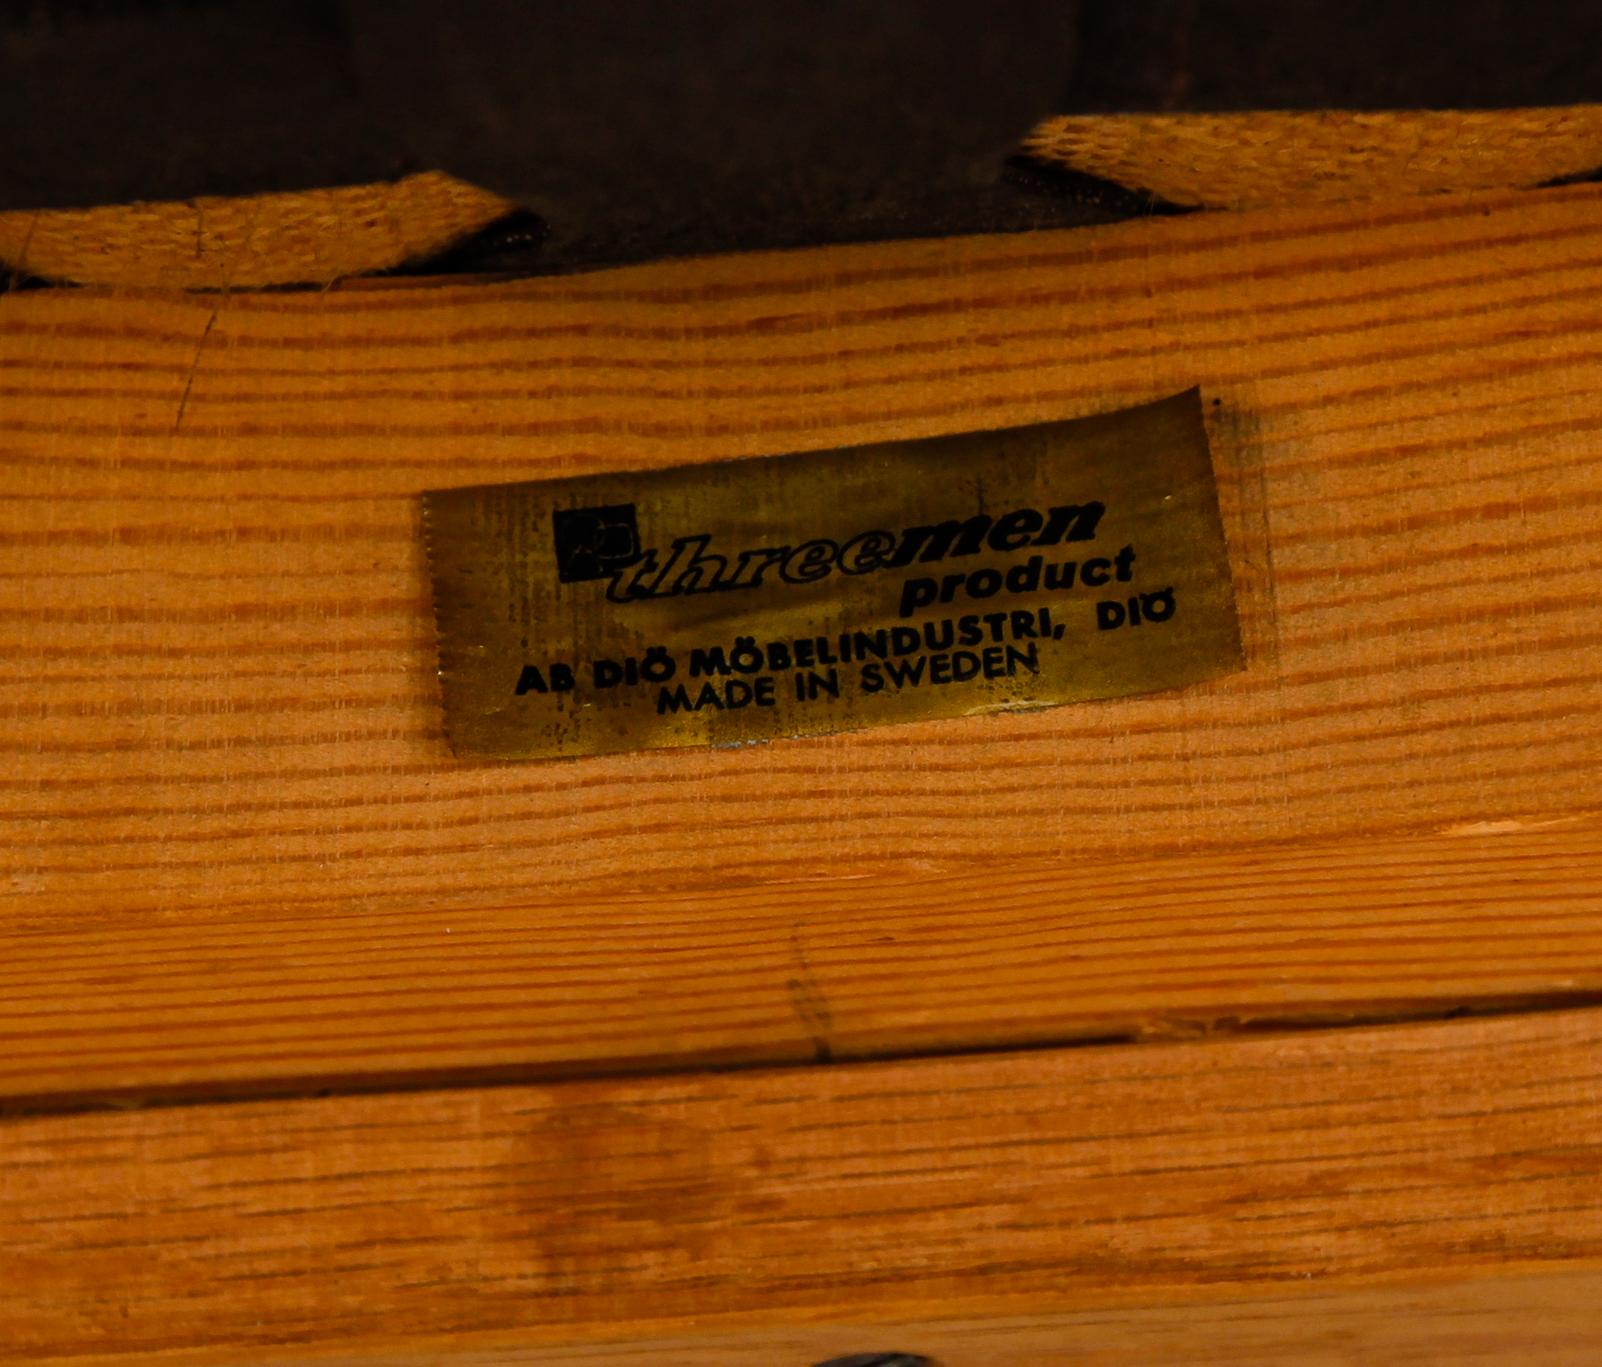 threemen
product
AB DIÖ MÖBELINDUSTRI, DIÖ
MADE IN SWEDEN